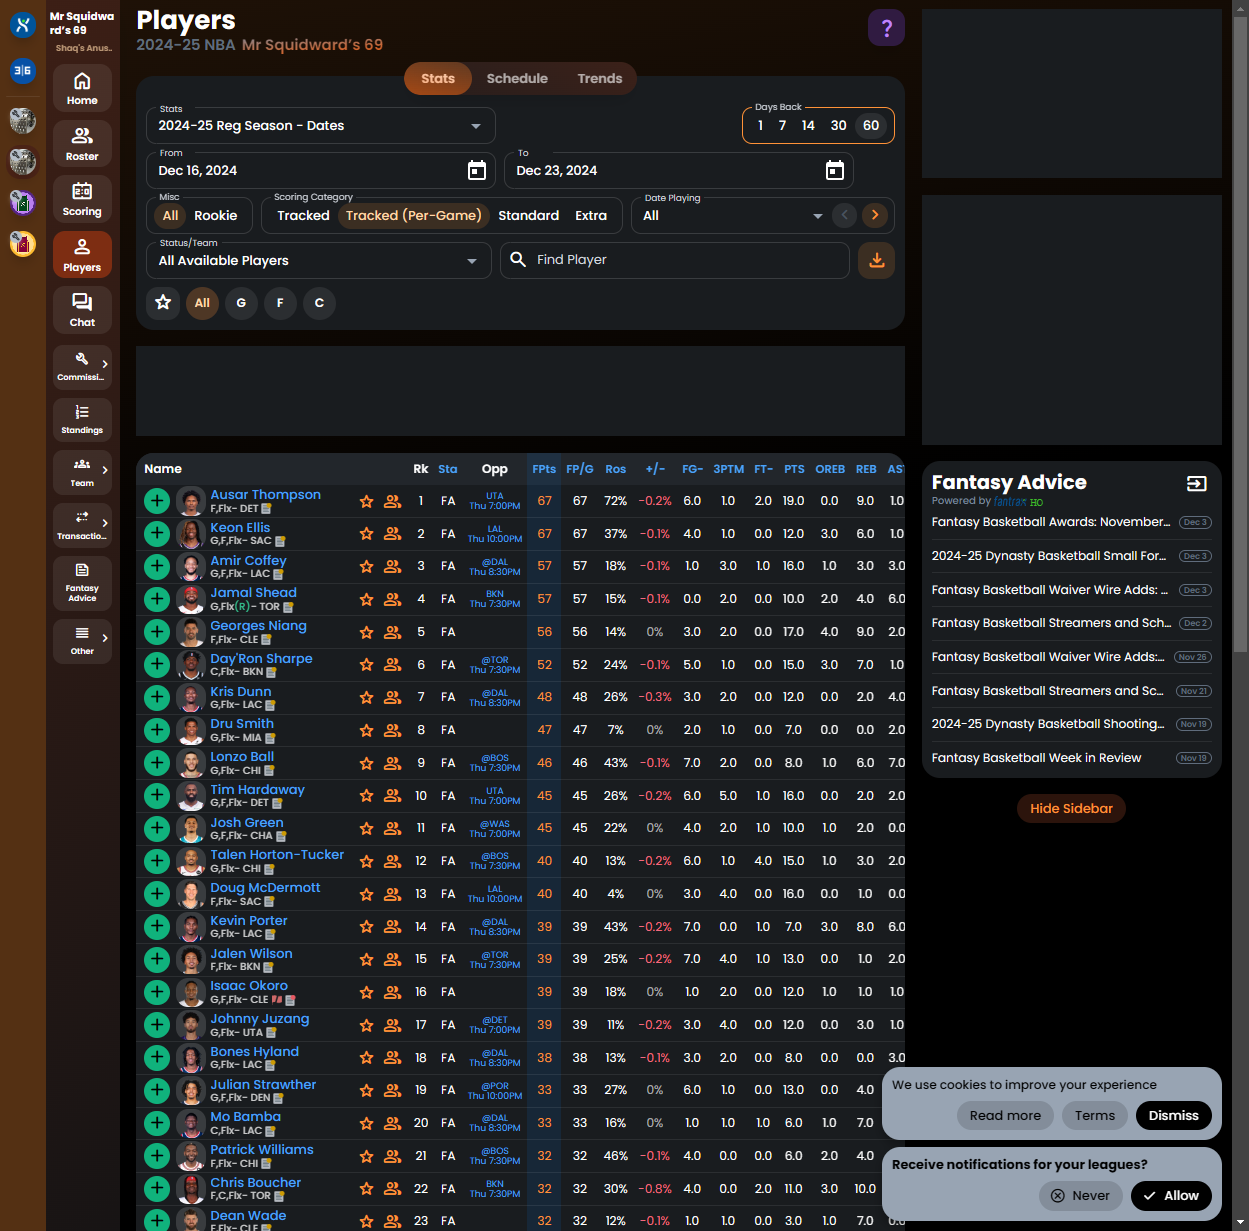 Mr Squidwa
rd's 69
Shaq's Anus..
Home
Roster
Scoring
Players
Chat
Commissi...
Standings
Team
Transactio...
Fantasy
Advice
Other
3|6
Players
2024-25 NBA Mr Squidward's 69
?
Stats Schedule Trends
Stats
2024-25 Reg Season - Dates
Days Back
1 7 14 30 60
From
Dec 16, 2024
To
Dec 23, 2024
Misc
All Rookie
Scoring Category
Tracked Tracked (Per-Game) Standard Extra
Date Playing
All
Status/Team
All Available Players
Find Player
All G F C
Name Rk Sta Opp FPts FP/G Ros +/- FG- 3PTM FT- PTS OREB REB AST
Ausar Thompson
F,Flx- DET
1 FA UTA Thu 7:00PM 67 67 72% -0.2% 6.0 1.0 2.0 19.0 0.0 9.0 1.0
Keon Ellis
G,F,Flx- SAC
2 FA LAL Thu 10:00PM 67 67 37% -0.1% 4.0 1.0 0.0 12.0 3.0 6.0 1.0
Amir Coffey
G,F,Flx- LAC
3 FA @DAL Thu 8:30PM 57 57 18% -0.1% 1.0 3.0 1.0 16.0 1.0 3.0 3.0
Jamal Shead
G,Flx(R)- TOR
4 FA BKN Thu 7:30PM 57 57 15% -0.1% 0.0 2.0 0.0 10.0 2.0 4.0 6.0
Georges Niang
F,Flx- CLE
5 FA 56 56 14% 0% 3.0 2.0 0.0 17.0 4.0 9.0 2.0
Day'Ron Sharpe
C,Flx- BKN
6 FA @TOR Thu 7:30PM 52 52 24% -0.1% 5.0 1.0 0.0 15.0 3.0 7.0 1.0
Kris Dunn
G,Flx- LAC
7 FA @DAL Thu 8:30PM 48 48 26% -0.3% 3.0 2.0 0.0 12.0 0.0 2.0 4.0
Dru Smith
G,Flx- MIA
8 FA 47 47 7% 0% 2.0 1.0 0.0 7.0 0.0 0.0 2.0
Lonzo Ball
G,Flx- CHI
9 FA @BOS Thu 7:30PM 46 46 43% -0.1% 7.0 2.0 0.0 8.0 1.0 6.0 7.0
Tim Hardaway
G,F,Flx- DET
10 FA UTA Thu 7:00PM 45 45 26% -0.2% 6.0 5.0 1.0 16.0 0.0 2.0 2.0
Josh Green
G,F,Flx- CHA
11 FA @WAS Thu 7:00PM 45 45 22% 0% 4.0 2.0 1.0 10.0 1.0 2.0 0.0
Talen Horton-Tucker
G,Flx- CHI
12 FA @BOS Thu 7:30PM 40 40 13% -0.2% 6.0 1.0 4.0 15.0 1.0 3.0 2.0
Doug McDermott
F,Flx- SAC
13 FA LAL Thu 10:00PM 40 40 4% 0% 3.0 4.0 0.0 16.0 0.0 1.0 0.0
Kevin Porter
G,Flx- LAC
14 FA @DAL Thu 8:30PM 39 39 43% -0.2% 7.0 0.0 1.0 7.0 3.0 8.0 6.0
Jalen Wilson
F,Flx- BKN
15 FA @TOR Thu 7:30PM 39 39 25% -0.2% 7.0 4.0 1.0 13.0 0.0 1.0 2.0
Isaac Okoro
G,F,Flx- CLE
16 FA 39 39 18% 0% 1.0 2.0 0.0 12.0 1.0 1.0 1.0
Johnny Juzang
G,Flx- UTA
17 FA @DET Thu 7:00PM 39 39 11% -0.2% 3.0 4.0 0.0 12.0 0.0 3.0 1.0
Bones Hyland
G,Flx- LAC
18 FA @DAL Thu 8:30PM 38 38 13% -0.1% 3.0 2.0 0.0 8.0 0.0 0.0 3.0
Julian Strawther
G,Flx- DEN
19 FA @POR Thu 10:00PM 33 33 27% 0% 6.0 1.0 0.0 13.0 0.0 4.0
Mo Bamba
C,Flx- LAC
20 FA @DAL Thu 8:30PM 33 33 16% 0% 1.0 1.0 1.0 6.0 1.0 7.0
Patrick Williams
F,Flx- CHI
21 FA @BOS Thu 7:30PM 32 32 46% -0.1% 4.0 0.0 0.0 6.0 2.0 4.0
Chris Boucher
F,C,Flx- TOR
22 FA BKN Thu 7:30PM 32 32 30% -0.8% 4.0 0.0 2.0 11.0 3.0 10.0
Dean Wade
F,Flx- CLE
23 FA 32 32 12% -0.1% 1.0 1.0 0.0 3.0 1.0 7.0 0.0
Fantasy Advice
Powered by fantrax HQ
Fantasy Basketball Awards: November... Dec 3
2024-25 Dynasty Basketball Small For... Dec 3
Fantasy Basketball Waiver Wire Adds: ... Dec 3
Fantasy Basketball Streamers and Sch... Dec 2
Fantasy Basketball Waiver Wire Adds:... Nov 26
Fantasy Basketball Streamers and Sc... Nov 21
2024-25 Dynasty Basketball Shooting... Nov 19
Fantasy Basketball Week in Review Nov 19
Hide Sidebar
We use cookies to improve your experience
Read more Terms Dismiss
Receive notifications for your leagues?
Never Allow